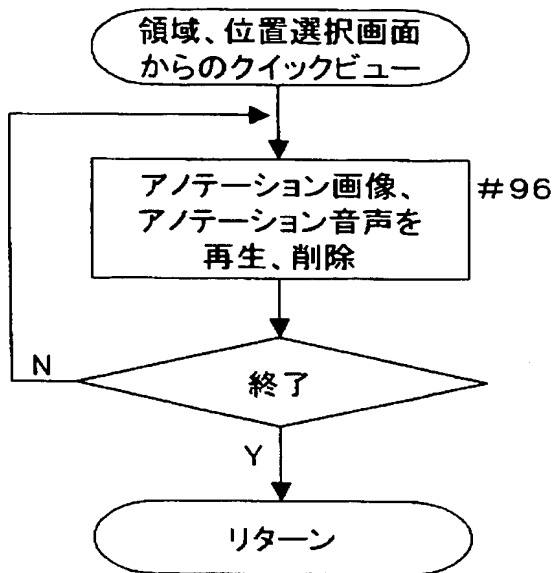 領域、位置選択画面
からのクイックビュー
アノテーション画像、
アノテーション音声を
再生、削除
#96
終了
N
Y
リターン